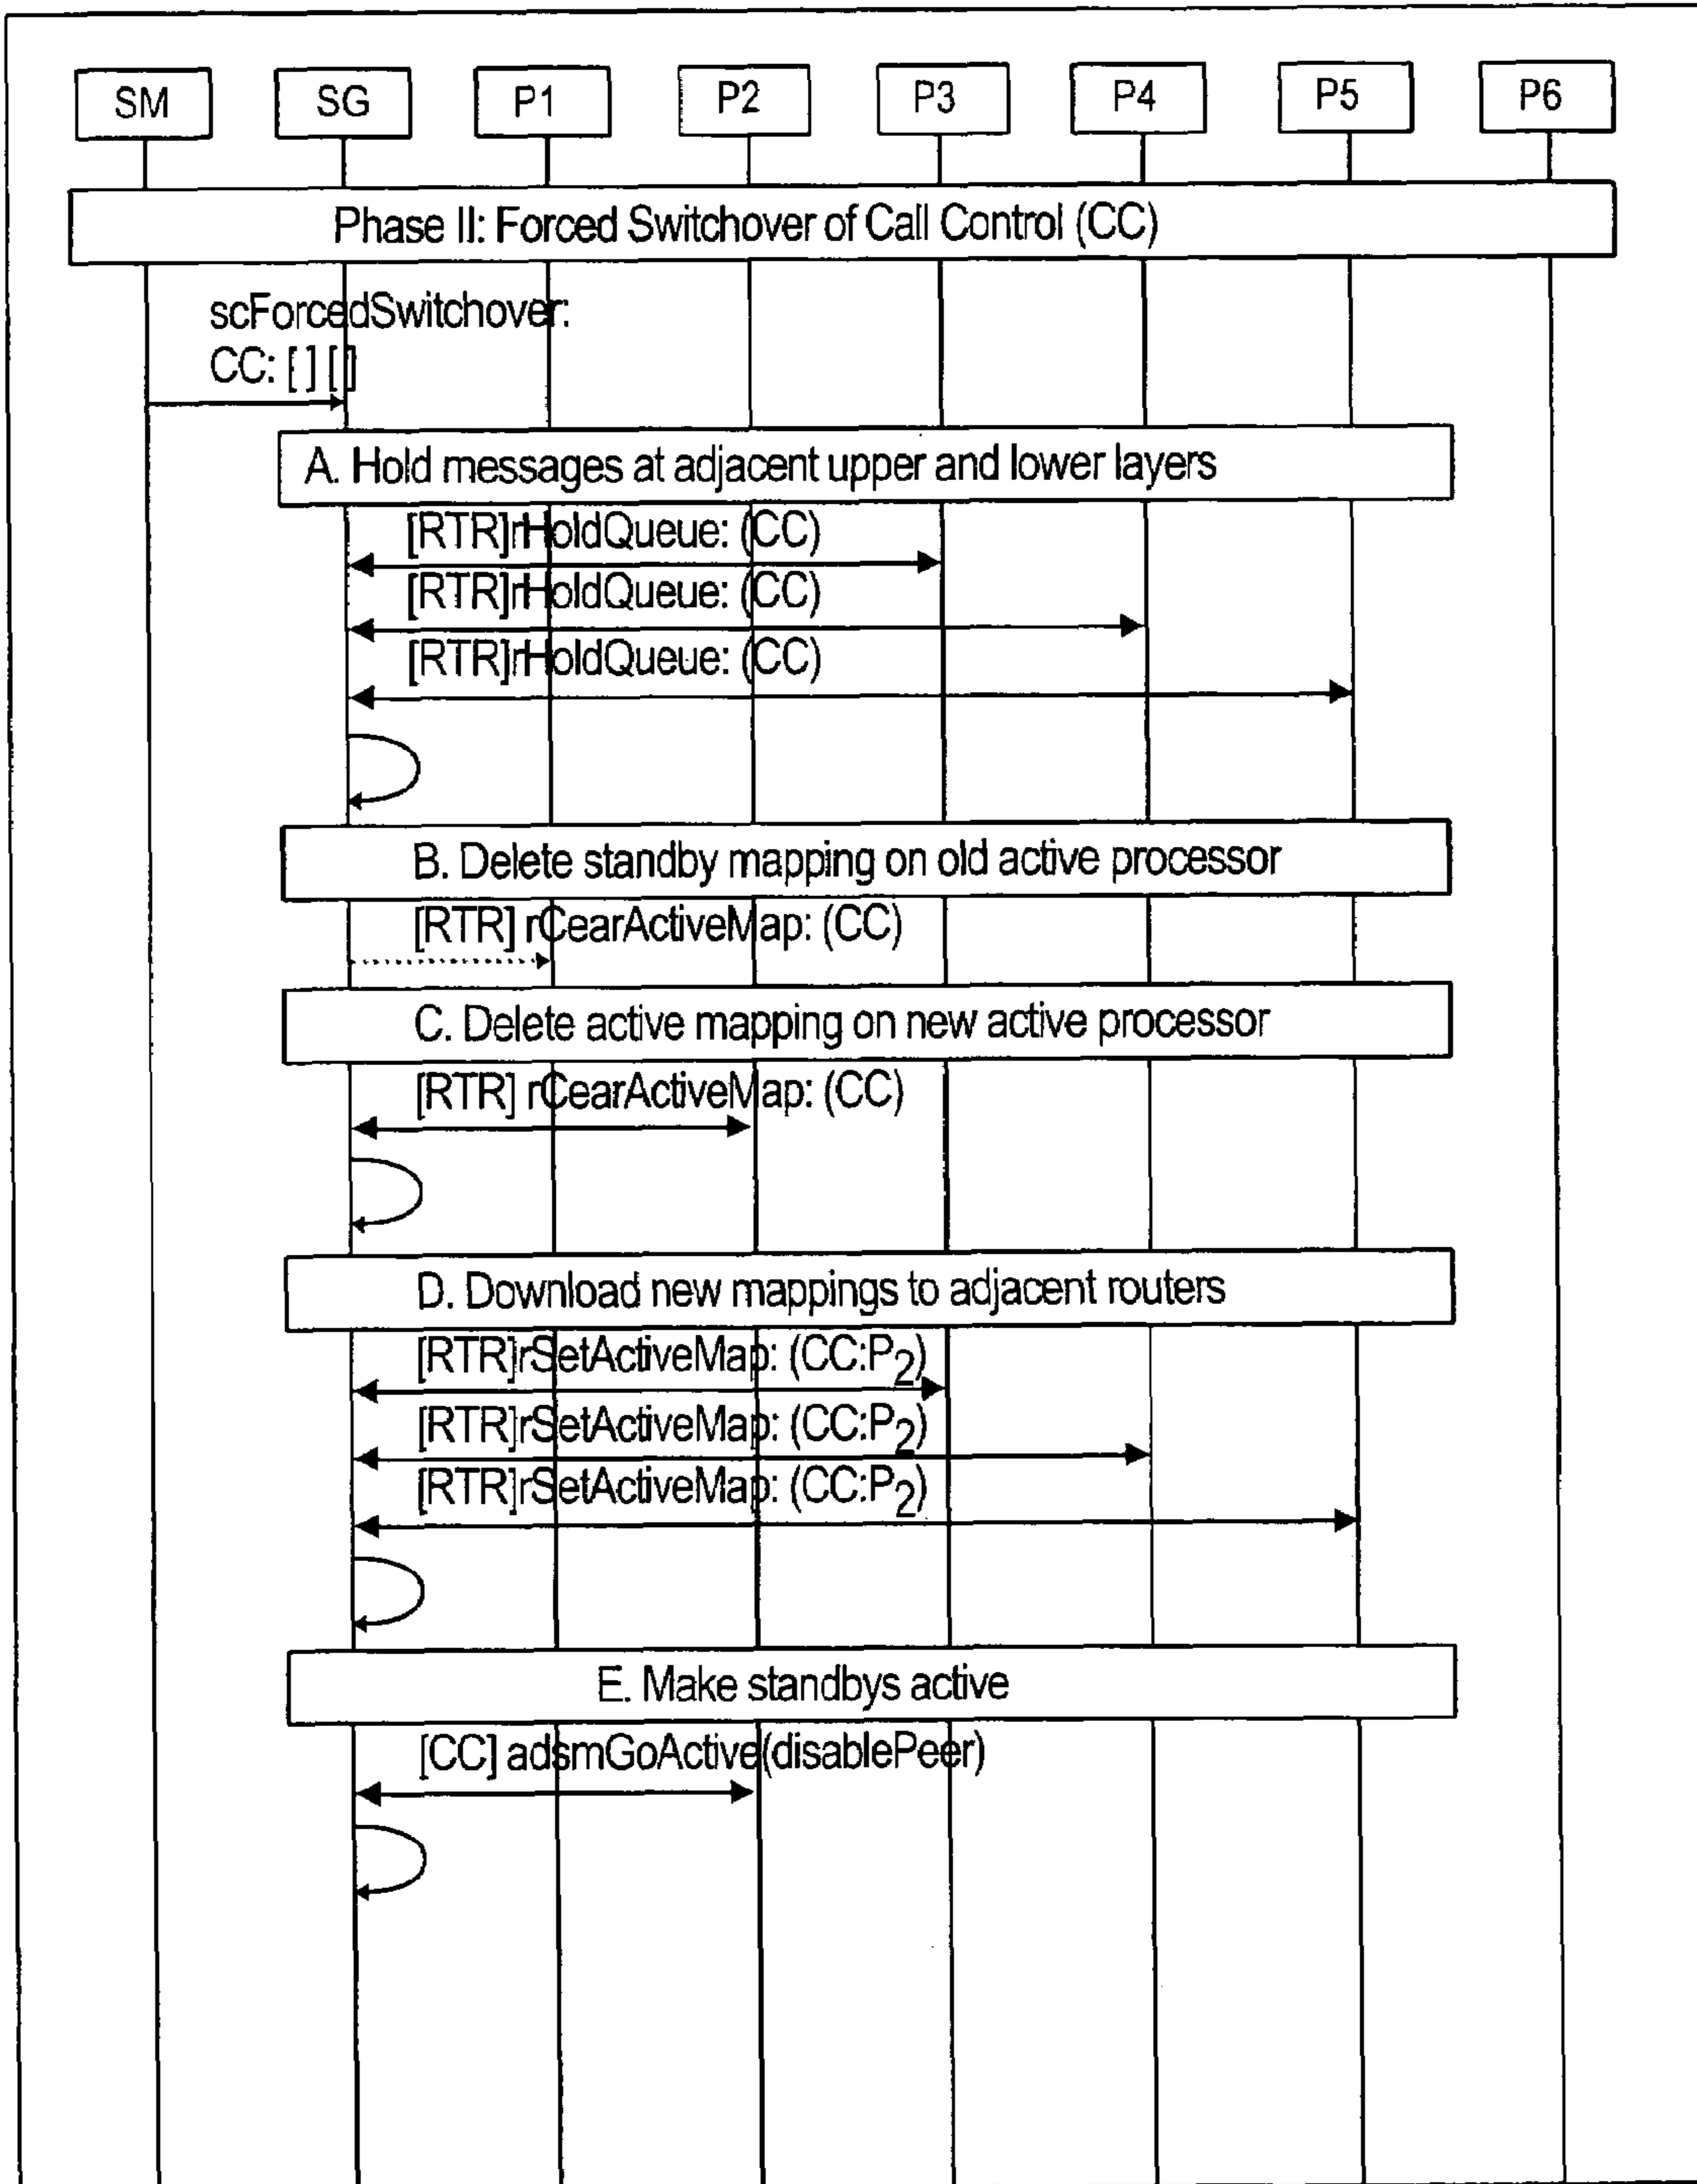 SM SG P1 P2 P3 P4 P5 P6
Phase II: Forced Switchover of Call Control (CC)
scForcedSwitchover:
CC: [ ] [ ]
A. Hold messages at adjacent upper and lower layers
[RTR]rHoldQueue: (CC)
[RTR]rHoldQueue: (CC)
[RTR]rHoldQueue: (CC)
B. Delete standby mapping on old active processor
[RTR] rCearActiveMap: (CC)
C. Delete active mapping on new active processor
[RTR] rCearActiveMap: (CC)
D. Download new mappings to adjacent routers
[RTR]rSetActiveMap: (CC:P2)
[RTR]rSetActiveMap: (CC:P2)
[RTR]rSetActiveMap: (CC:P2)
E. Make standbys active
[CC] adsmGoActive(disablePeer)